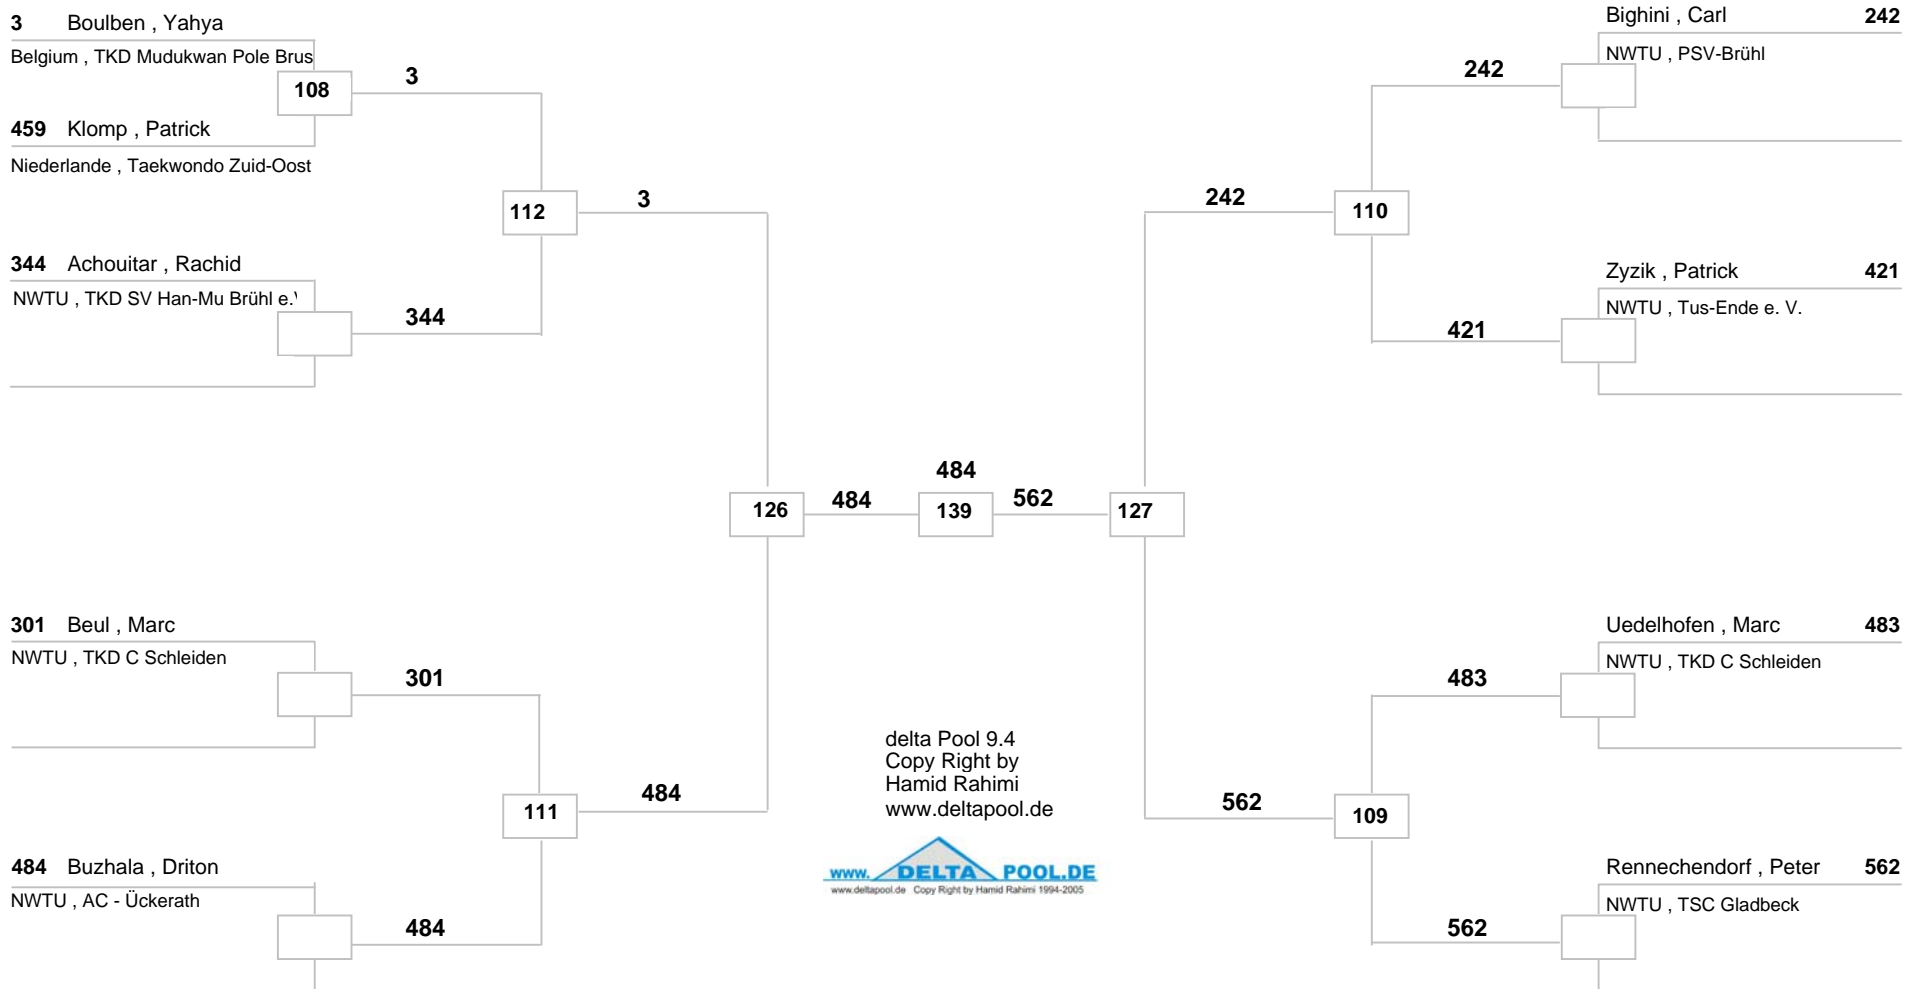 3 Boulben , Yahya
Belgium , TKD Mudukwan Pole Brus
108
3
459 Klomp , Patrick
Niederlande , Taekwondo Zuid-Oost
112
3
344 Achouitar , Rachid
NWTU , TKD SV Han-Mu Brühl e.V
344
301 Beul , Marc
NWTU , TKD C Schleiden
301
111
484
484 Buzhala , Driton
NWTU , AC - Ückerath
484
126
484
484
139
562
127
delta Pool 9.4
Copy Right by
Hamid Rahimi
www.deltapool.de
www. DELTA POOL.DE
www.deltapool.de Copy Right by Hamid Rahimi 1994-2005
Bighini , Carl 242
NWTU , PSV-Brühl
242
242
110
Zyzik , Patrick 421
NWTU , Tus-Ende e. V.
421
Uedelhofen , Marc 483
NWTU , TKD C Schleiden
483
562
109
Rennechendorf , Peter 562
NWTU , TSC Gladbeck
562